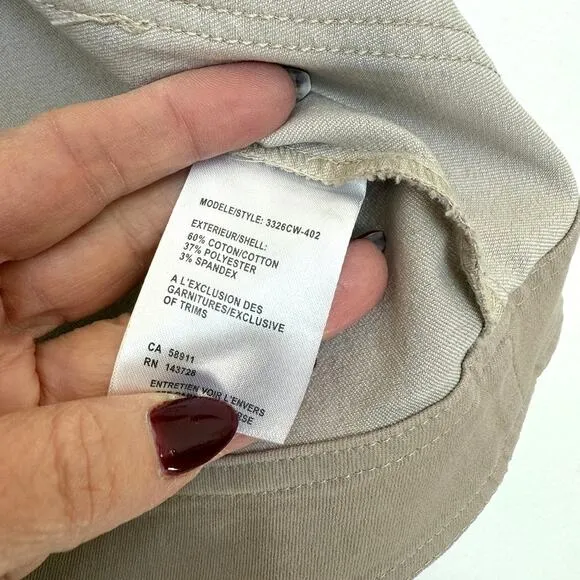 MODELE/STYLE: 3326CW-402
EXTERIEUR/SHELL:
60% COTON/COTTON
37% POLYESTER
3% SPANDEX
A L'EXCLUSION DES
GARNITURES/EXCLUSIVE
OF TRIMS
CA 58911
RN 143728
ENTRETIEN VOIR L'ENVERS